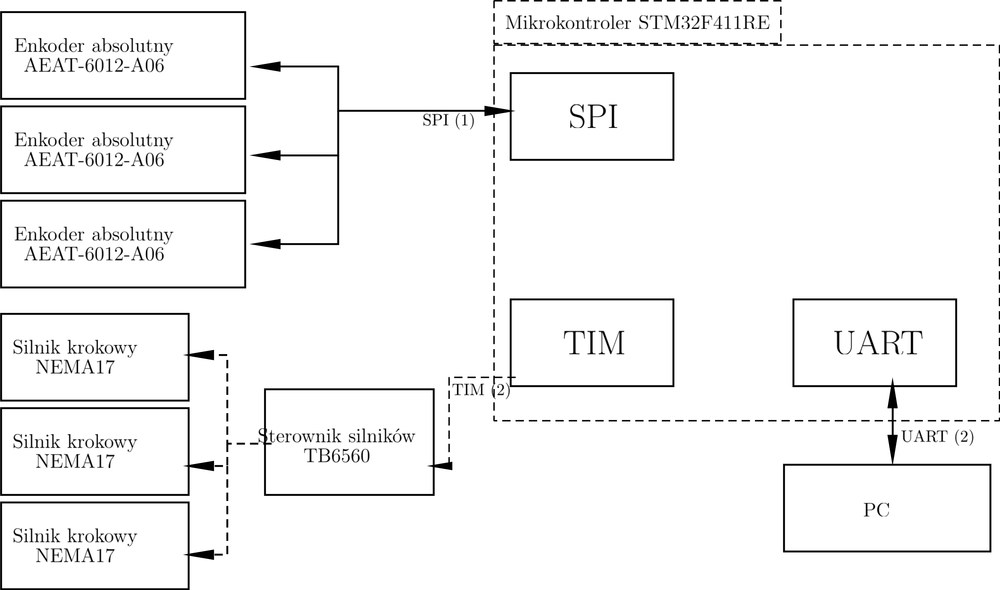 Mikrokontroler STM32F411RE
Enkoder absolutny
AEAT-6012-A06
SPI
SPI (1)
Enkoder absolutny
AEAT-6012-A06
Enkoder absolutny
AEAT-6012-A06
TIM
UART
Silnik krokowy
NEMA17
TIM (2)
Sterownik silników
TB6560
UART (2)
Silnik krokowy
NEMA17
PC
Silnik krokowy
NEMA17